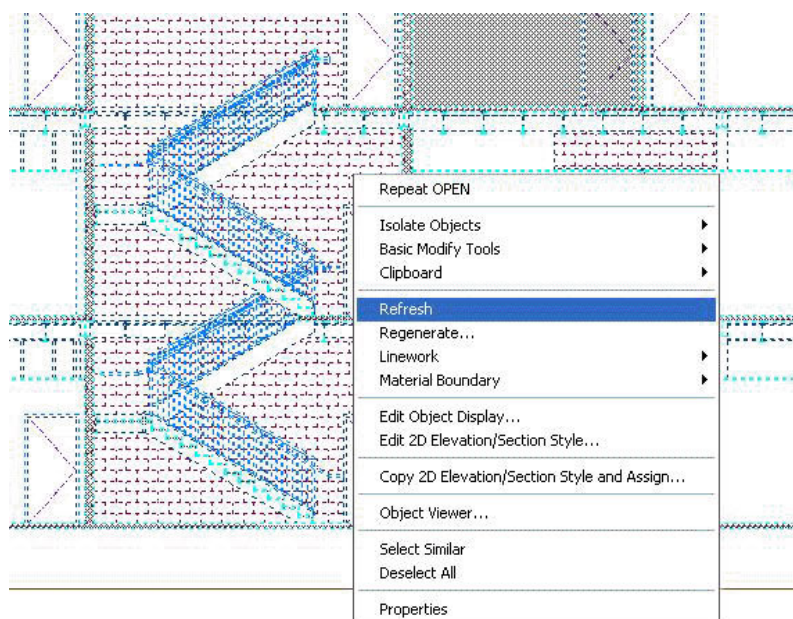 Repeat OPEN
Isolate Objects
Basic Modify Tools
Clipboard
Refresh
Regenerate...
Linework
Material Boundary
Edit Object Display...
Edit 2D Elevation/Section Style...
Copy 2D Elevation/Section Style and Assign...
Object Viewer...
Select Similar
Deselect All
Properties